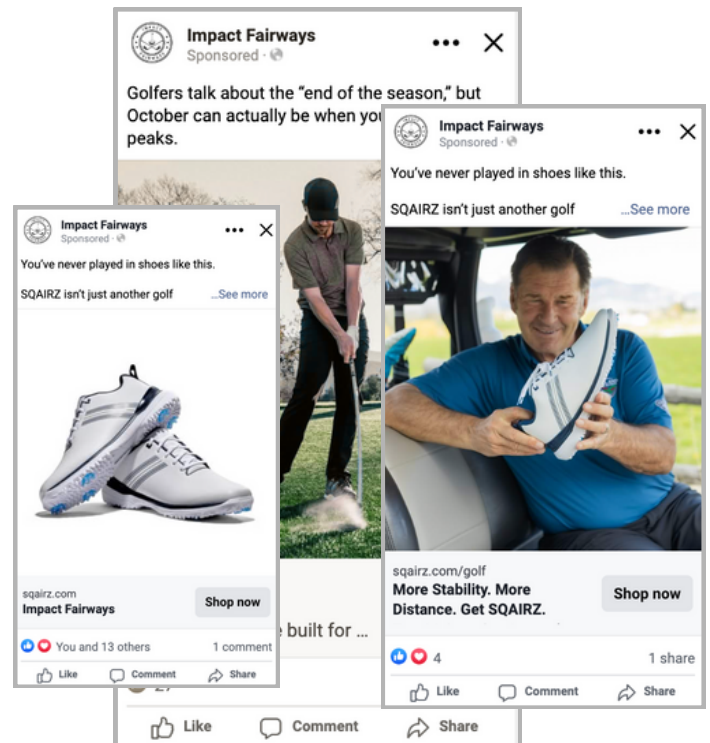 Impact Fairways
Sponsored ·
Golfers talk about the “end of the season,” but
October can actually be when
peaks.
built for ...
Like
Comment
Share
Impact Fairways
Sponsored ·
You’ve never played in shoes like this.
SQAIRZ isn’t just another golf ...See more
sqairz.com
Impact Fairways
Shop now
You and 13 others
1 comment
Like
Comment
Share
Impact Fairways
Sponsored ·
You’ve never played in shoes like this.
SQAIRZ isn’t just another golf ...See more
sqairz.com/golf
More Stability. More
Distance. Get SQAIRZ.
Shop now
4
1 share
Like
Comment
Share